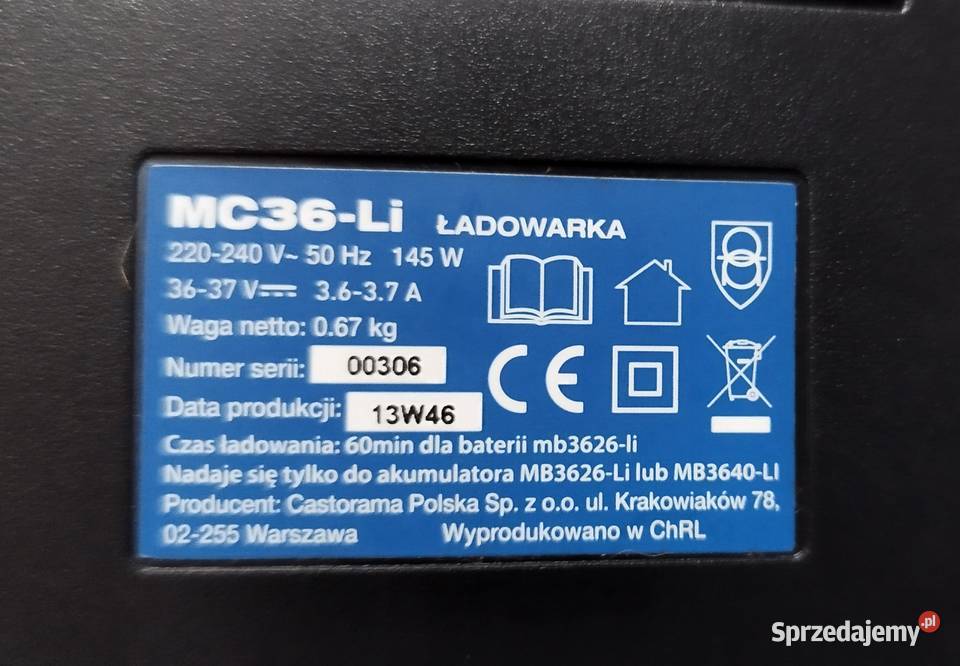 MC36-Li ŁADOWARKA
220-240 V~ 50 Hz 145 W
36-37 V⎓ 3.6-3.7 A
Waga netto: 0.67 kg
Numer serii: 00306
Data produkcji: 13W46
CE
Czas ładowania: 60min dla baterii mb3626-li
Nadaje się tylko do akumulatora MB3626-Li lub MB3640-LI
Producent: Castorama Polska Sp. z o.o. ul. Krakowiaków 78,
02-255 Warszawa Wyprodukowano w ChRL
Sprzedajemy.pl